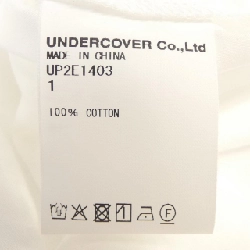 UNDERCOVER Co.,Ltd
MADE IN CHINA
UP2E1403
1
100% COTTON
F